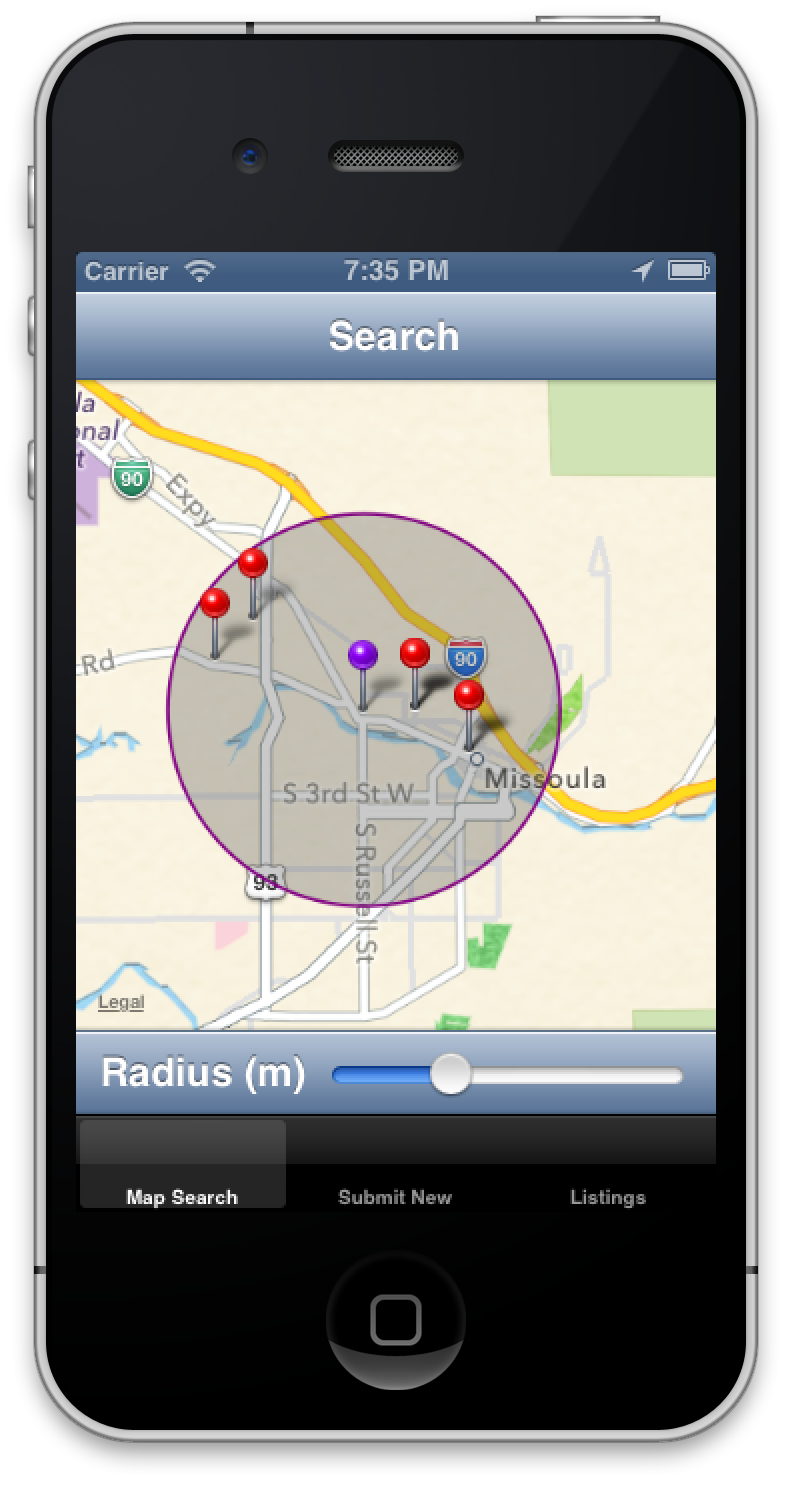 Carrier
7:35 PM
Search
la
onal
t
90
Expy
Rd
90
Missoula
S 3rd St W
S Russell St
93
Legal
Radius (m)
Map Search
Submit New
Listings